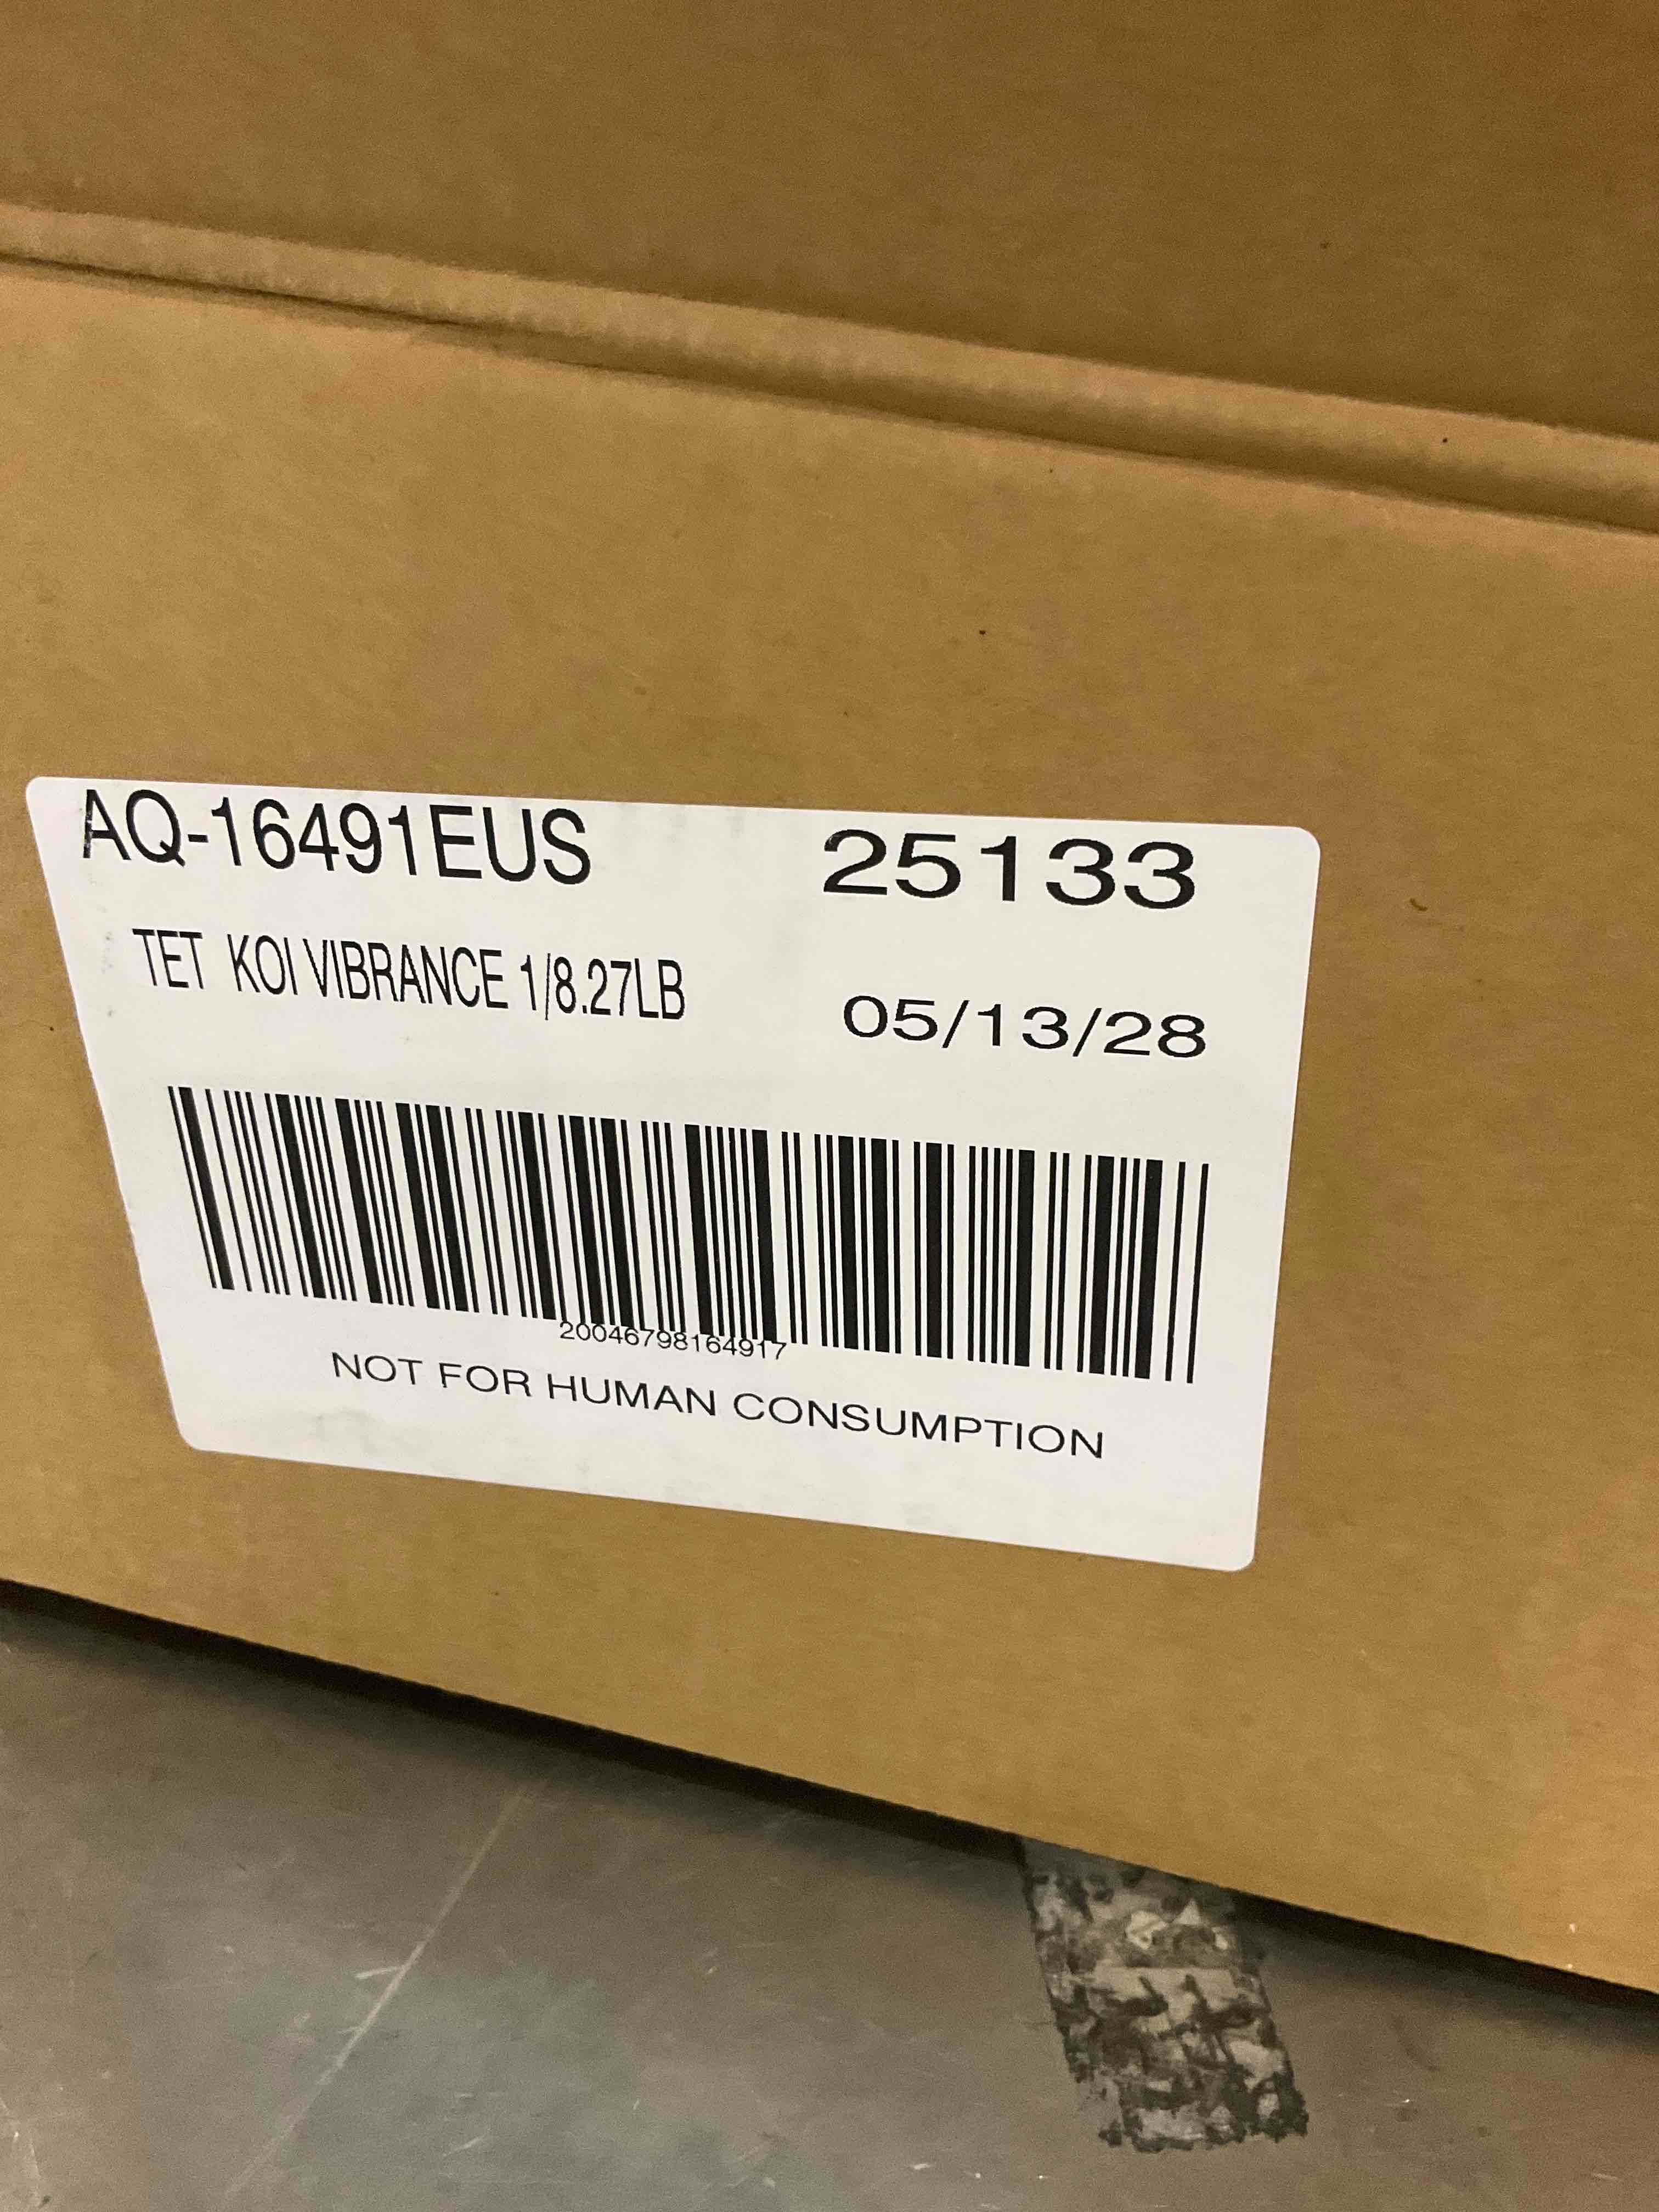 AQ-16491EUS 25133
TET KOI VIBRANCE 1/8.27LB
05/13/28
20046798164917
NOT FOR HUMAN CONSUMPTION